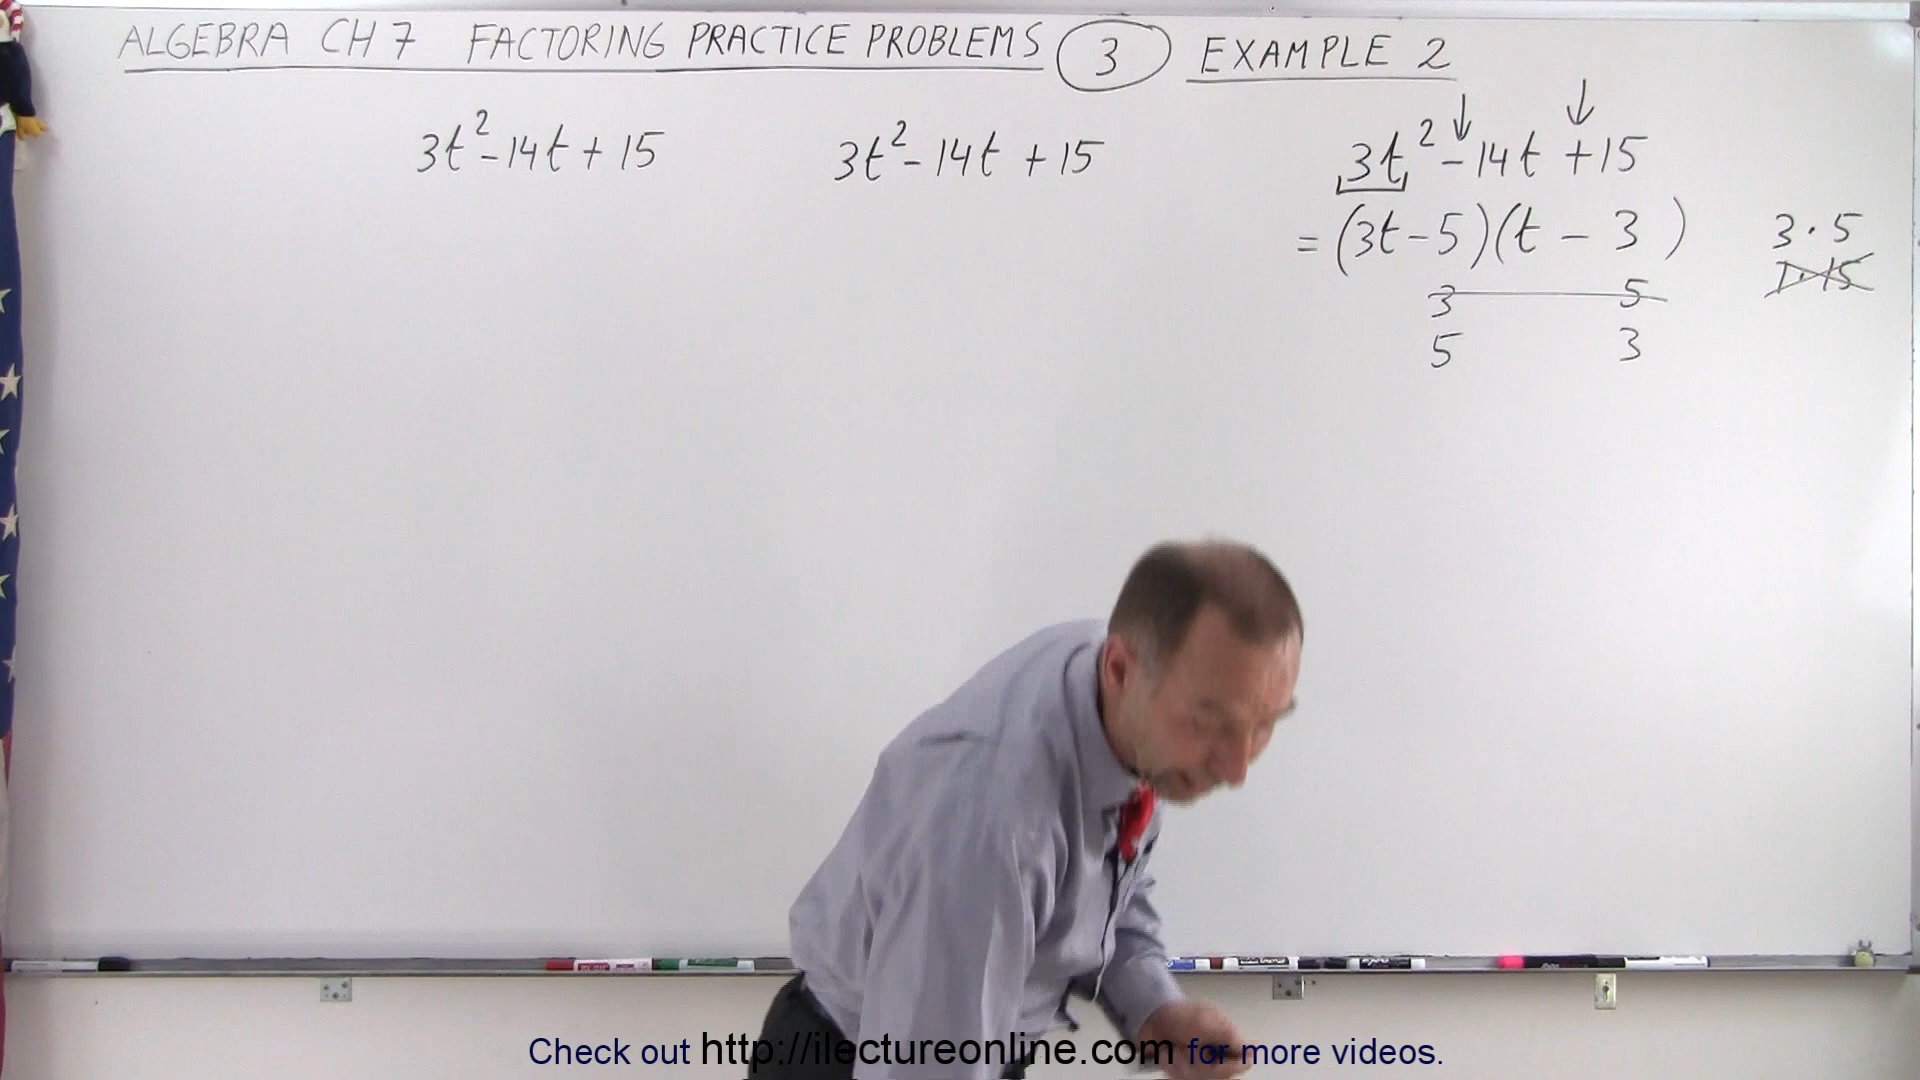 ALGEBRA CH 7 FACTORING PRACTICE PROBLEMS 3 EXAMPLE 2
3t²-14t+15
3t²-14t+15
3t²-14t+15
=(3t-5)(t-3)
3 5
5 3
3·5
1·15
Check out http://ilectureonline.com for more videos.